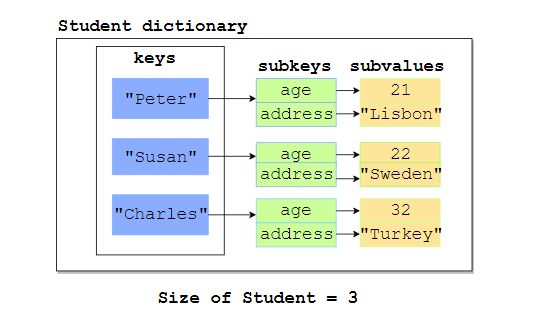 Student dictionary
keys
subkeys subvalues
"Peter" age 21
address "Lisbon"
"Susan" age 22
address "Sweden"
"Charles" age 32
address "Turkey"
Size of Student = 3